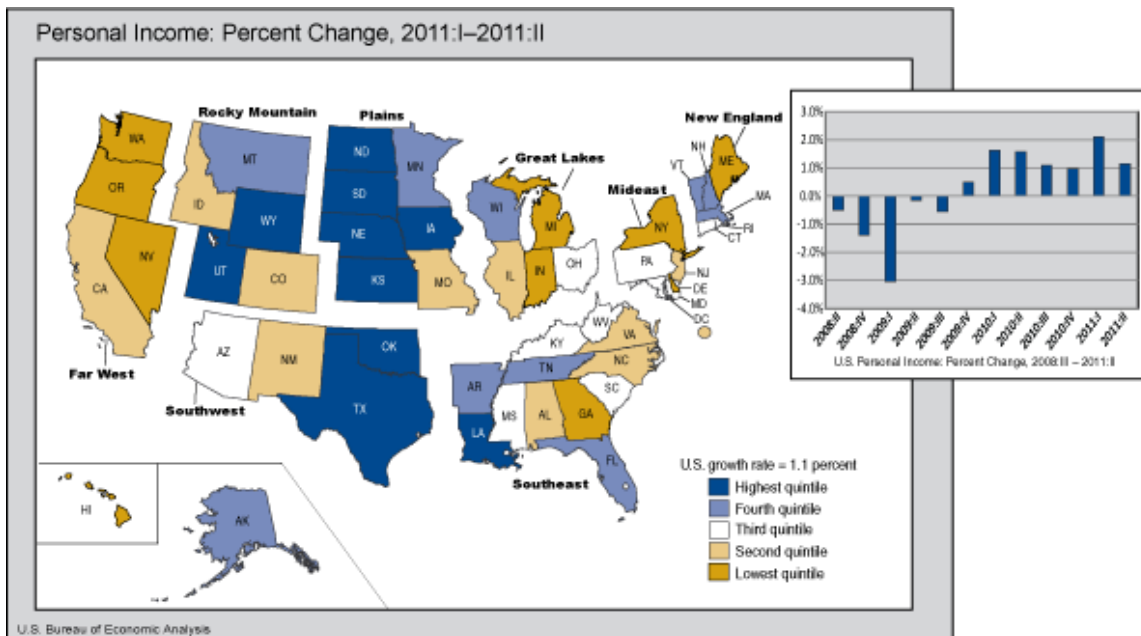 Personal Income: Percent Change, 2011:I–2011:II
Rocky Mountain
Plains
New England
Great Lakes
Mideast
Far West
Southwest
Southeast
WA
OR
CA
NV
ID
MT
WY
UT
CO
AZ
NM
ND
SD
NE
KS
MN
IA
MO
OK
TX
WI
MI
IL
IN
OH
NY
PA
NJ
DE
MD
DC
VT
NH
ME
MA
RI
CT
WV
VA
KY
NC
TN
SC
AR
LA
MS
AL
GA
FL
HI
AK
U.S. growth rate = 1.1 percent
Highest quintile
Fourth quintile
Third quintile
Second quintile
Lowest quintile
3.0%
2.0%
1.0%
0.0%
-1.0%
-2.0%
-3.0%
-4.0%
2008:II
2008:IV
2009:I
2009:II
2009:III
2009:IV
2010:I
2010:II
2010:III
2010:IV
2011:I
2011:II
U.S. Personal Income: Percent Change, 2008:III – 2011:II
U.S. Bureau of Economic Analysis